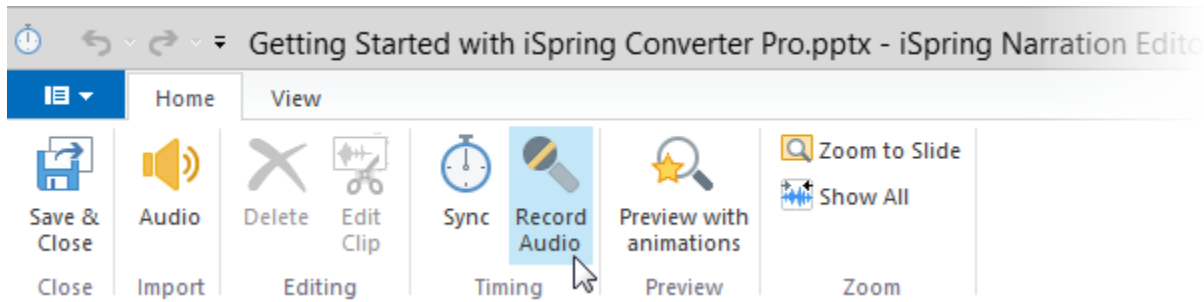 Getting Started with iSpring Converter Pro.pptx - iSpring Narration Edito
Home View
Save & Close
Audio
Delete
Edit Clip
Sync
Record Audio
Preview with animations
Zoom to Slide
Show All
Close Import Editing Timing Preview Zoom